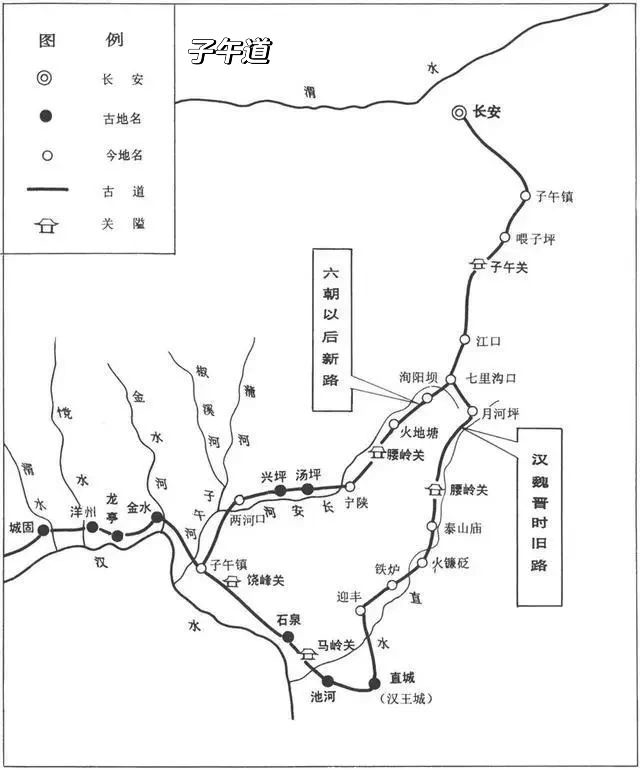 子午道
图 例
长 安
古地名
今地名
古 道
关 隘
渭 水
长安
子午镇
喂子坪
子午关
江口
七里沟口
月河坪
六朝以后新路
旬阳坝
火地塘
腰岭关
宁陕
汤坪
兴坪
两河口
长安河
子午河
椒溪河
蒲河
金水河
悦水
渭水
汉水
城固
洋州
龙亭
金水
子午镇
饶峰关
石泉
马岭关
池河
直城
(汉王城)
汉魏晋时旧路
腰岭关
泰山庙
火镰砭
铁炉
迎丰
直水